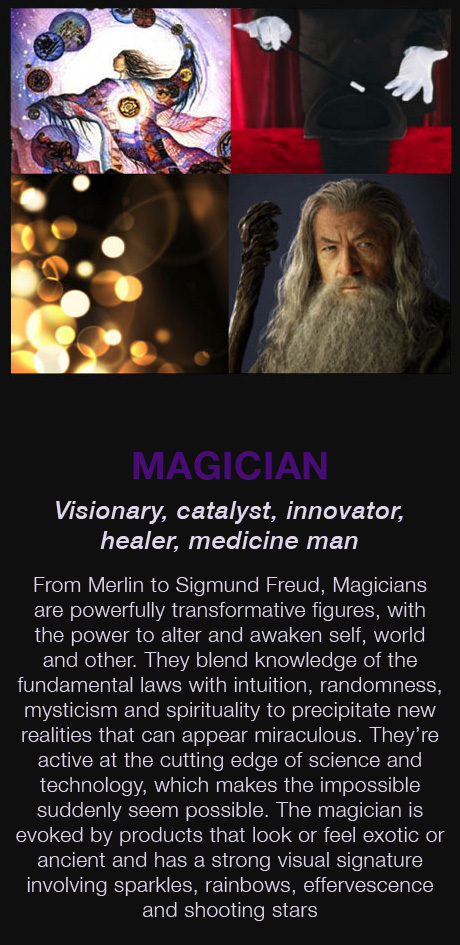 MAGICIAN
Visionary, catalyst, innovator,
healer, medicine man
From Merlin to Sigmund Freud, Magicians
are powerfully transformative figures, with
the power to alter and awaken self, world
and other. They blend knowledge of the
fundamental laws with intuition, randomness,
mysticism and spirituality to precipitate new
realities that can appear miraculous. They’re
active at the cutting edge of science and
technology, which makes the impossible
suddenly seem possible. The magician is
evoked by products that look or feel exotic or
ancient and has a strong visual signature
involving sparkles, rainbows, effervescence
and shooting stars